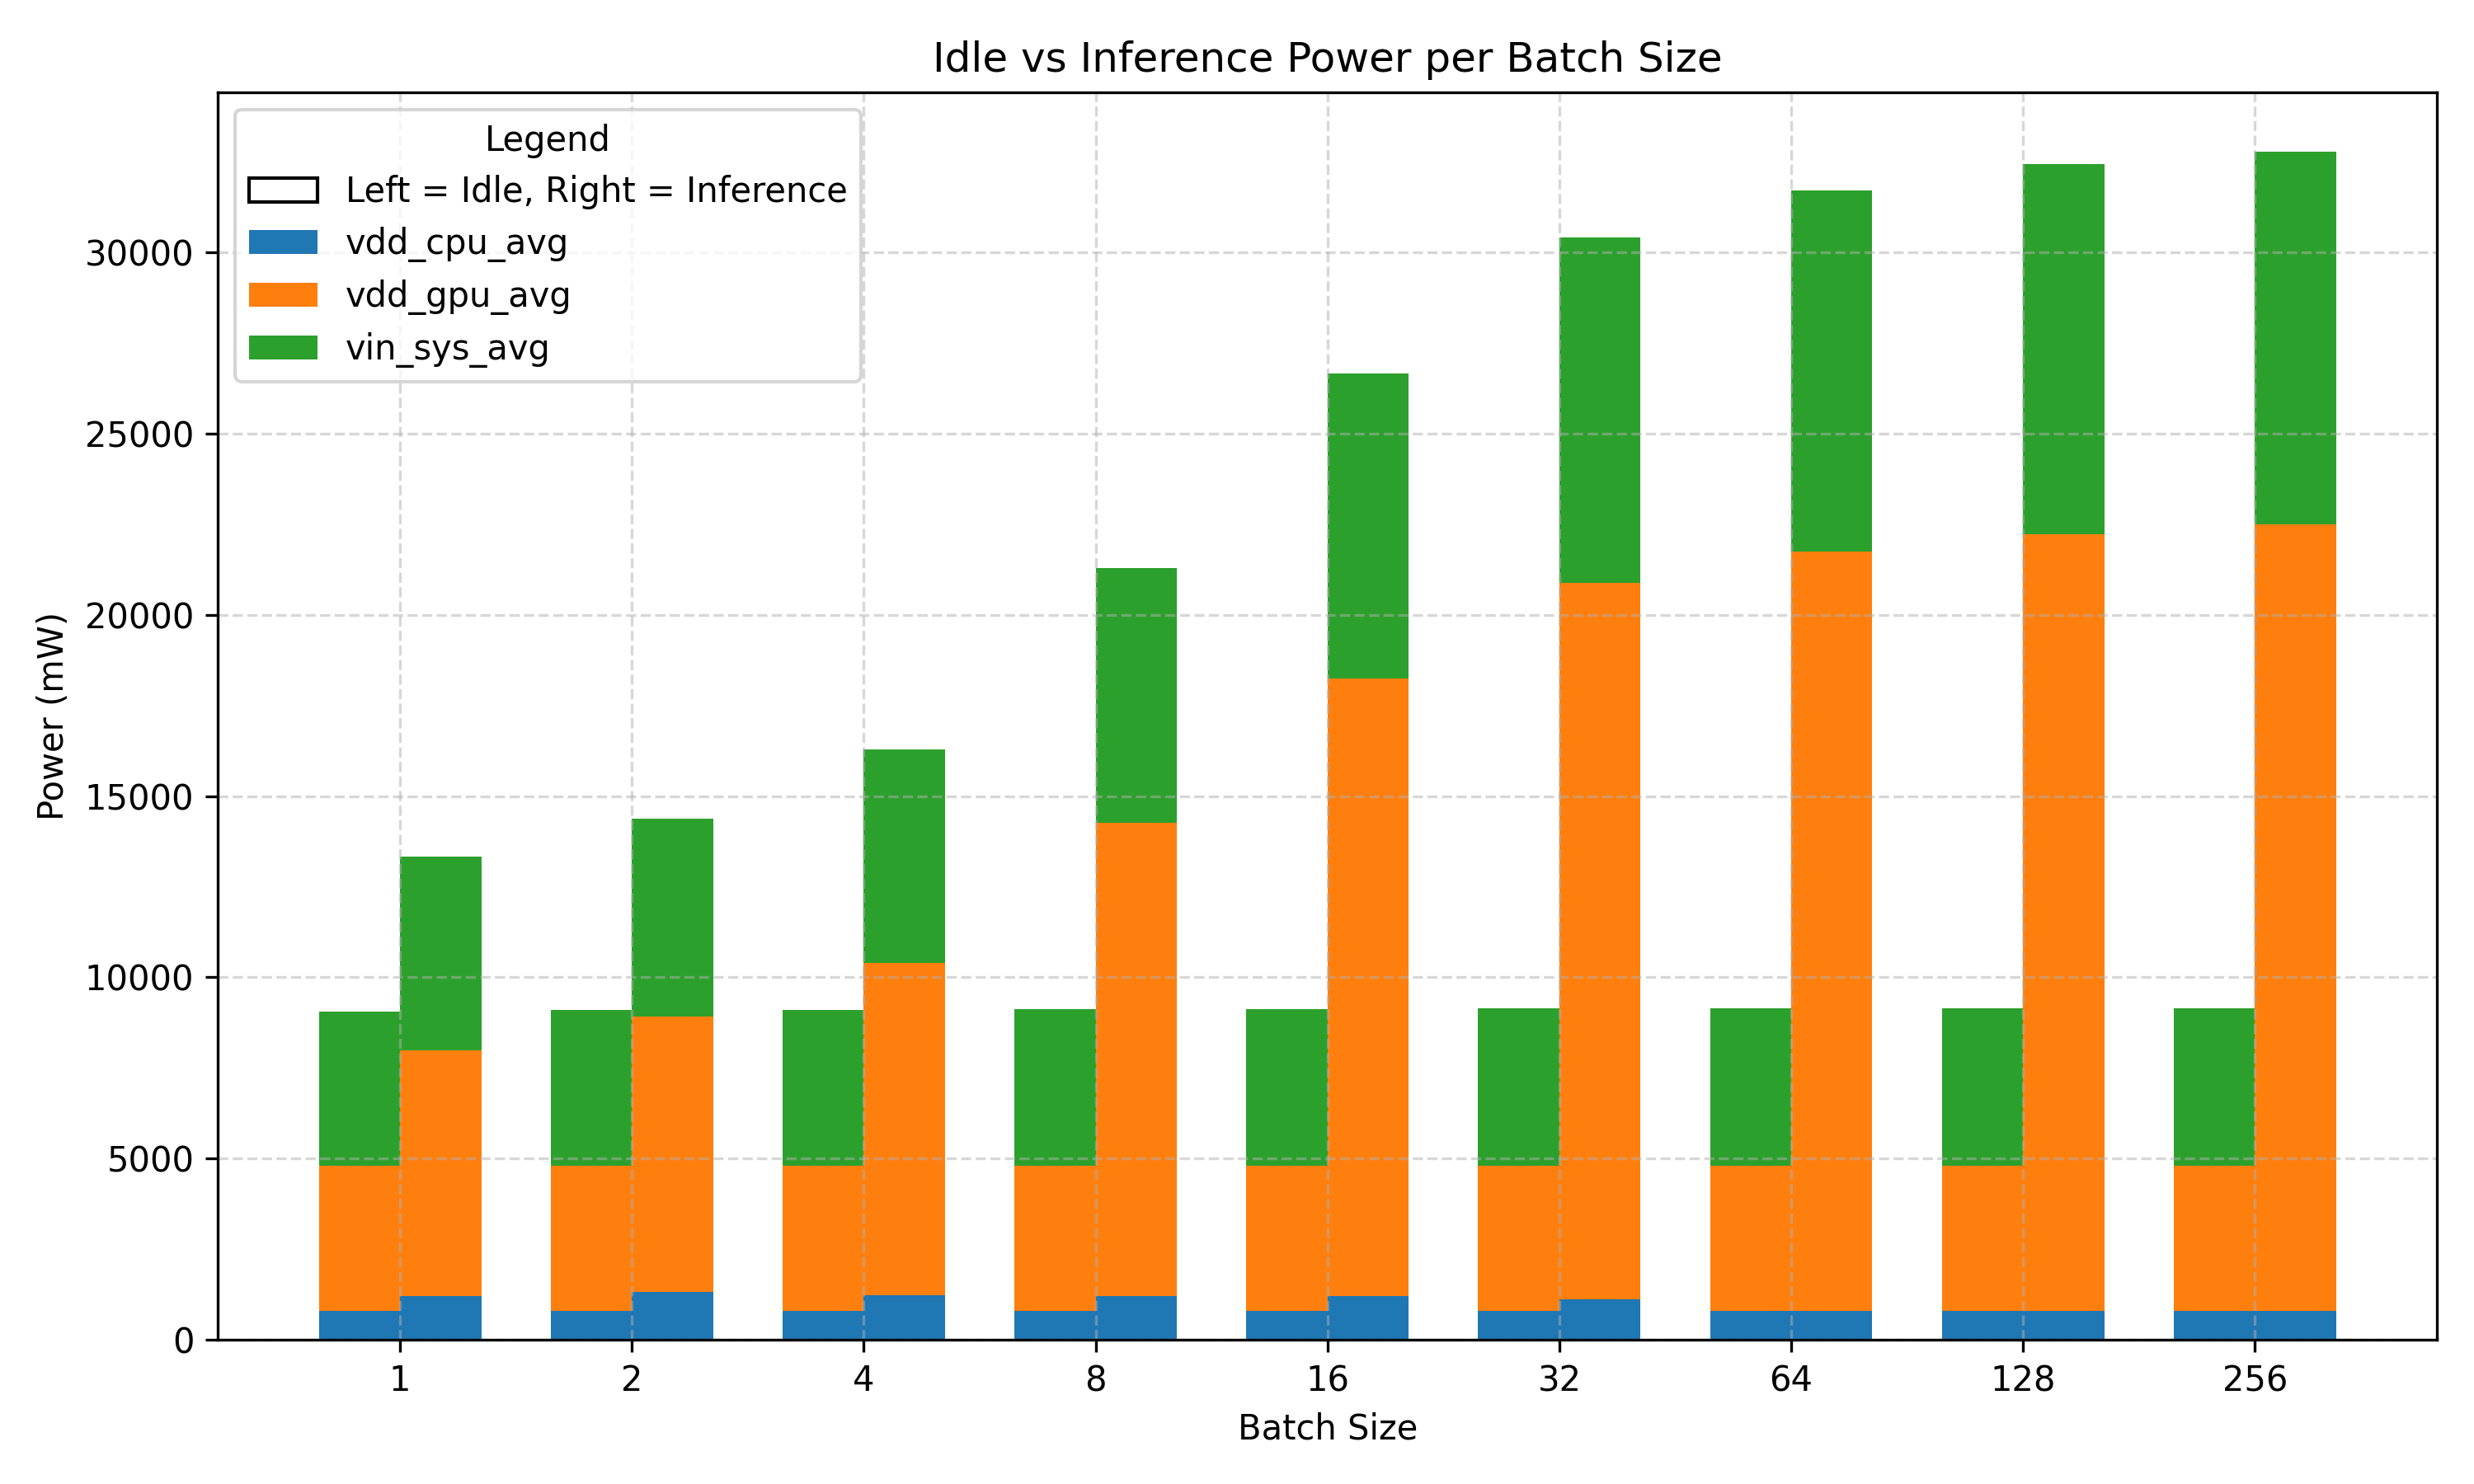 Idle vs Inference Power per Batch Size
Legend
Left = Idle, Right = Inference
vdd_cpu_avg
vdd_gpu_avg
vin_sys_avg
Power (mW)
30000
25000
20000
15000
10000
5000
0
1 2 4 8 16 32 64 128 256
Batch Size